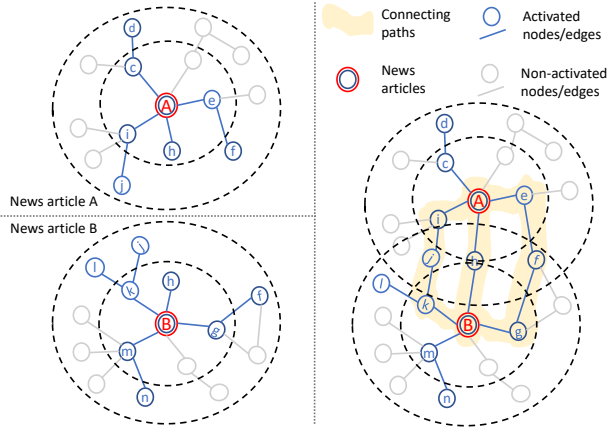 d
c
A
e
i
h
f
j
News article A
News article B
j
l
k
h
f
B
g
m
n
Connecting
paths
Activated
nodes/edges
News
articles
Non-activated
nodes/edges
d
c
A
e
i
j
h
f
l
k
B
g
m
n